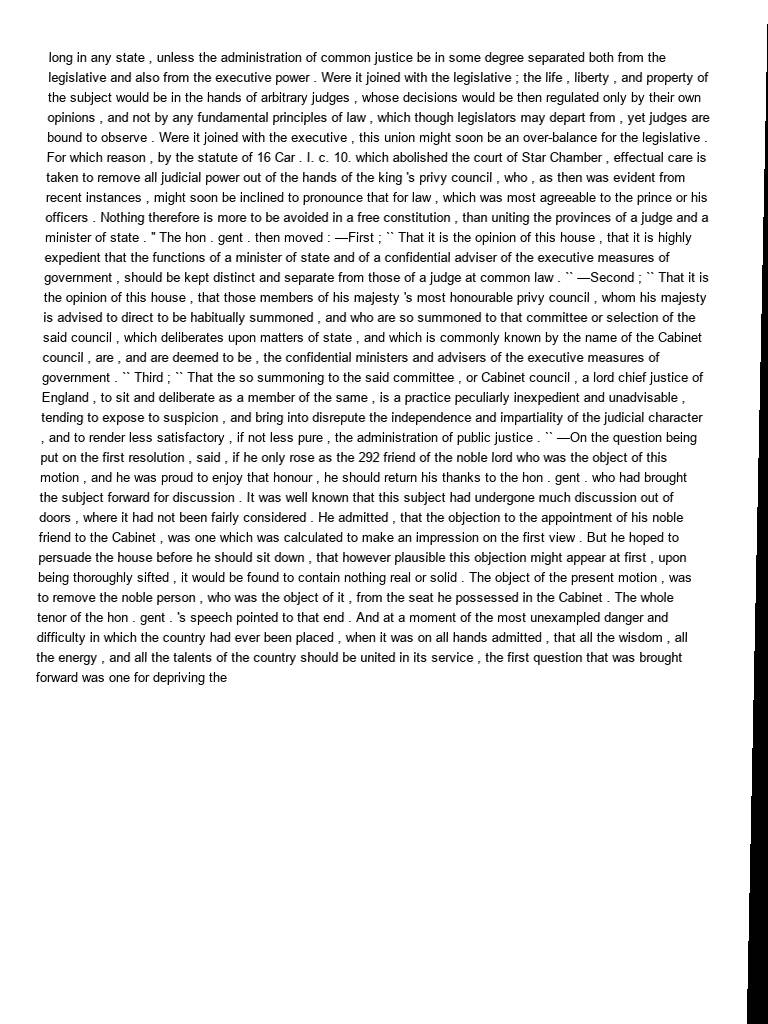 long in any state , unless the administration of common justice be in some degree separated both from the
legislative and also from the executive power . Were it joined with the legislative ; the life , liberty , and property of
the subject would be in the hands of arbitrary judges , whose decisions would be then regulated only by their own
opinions , and not by any fundamental principles of law , which though legislators may depart from , yet judges are
bound to observe . Were it joined with the executive , this union might soon be an over-balance for the legislative .
For which reason , by the statute of 16 Car . I. c. 10. which abolished the court of Star Chamber , effectual care is
taken to remove all judicial power out of the hands of the king 's privy council , who , as then was evident from
recent instances , might soon be inclined to pronounce that for law , which was most agreeable to the prince or his
officers . Nothing therefore is more to be avoided in a free constitution , than uniting the provinces of a judge and a
minister of state . " The hon . gent . then moved : —First ; `` That it is the opinion of this house , that it is highly
expedient that the functions of a minister of state and of a confidential adviser of the executive measures of
government , should be kept distinct and separate from those of a judge at common law . `` —Second ; `` That it is
the opinion of this house , that those members of his majesty 's most honourable privy council , whom his majesty
is advised to direct to be habitually summoned , and who are so summoned to that committee or selection of the
said council , which deliberates upon matters of state , and which is commonly known by the name of the Cabinet
council , are , and are deemed to be , the confidential ministers and advisers of the executive measures of
government . `` Third ; `` That the so summoning to the said committee , or Cabinet council , a lord chief justice of
England , to sit and deliberate as a member of the same , is a practice peculiarly inexpedient and unadvisable ,
tending to expose to suspicion , and bring into disrepute the independence and impartiality of the judicial character
, and to render less satisfactory , if not less pure , the administration of public justice . `` —On the question being
put on the first resolution , said , if he only rose as the 292 friend of the noble lord who was the object of this
motion , and he was proud to enjoy that honour , he should return his thanks to the hon . gent . who had brought
the subject forward for discussion . It was well known that this subject had undergone much discussion out of
doors , where it had not been fairly considered . He admitted , that the objection to the appointment of his noble
friend to the Cabinet , was one which was calculated to make an impression on the first view . But he hoped to
persuade the house before he should sit down , that however plausible this objection might appear at first , upon
being thoroughly sifted , it would be found to contain nothing real or solid . The object of the present motion , was
to remove the noble person , who was the object of it , from the seat he possessed in the Cabinet . The whole
tenor of the hon . gent . 's speech pointed to that end . And at a moment of the most unexampled danger and
difficulty in which the country had ever been placed , when it was on all hands admitted , that all the wisdom , all
the energy , and all the talents of the country should be united in its service , the first question that was brought
forward was one for depriving the